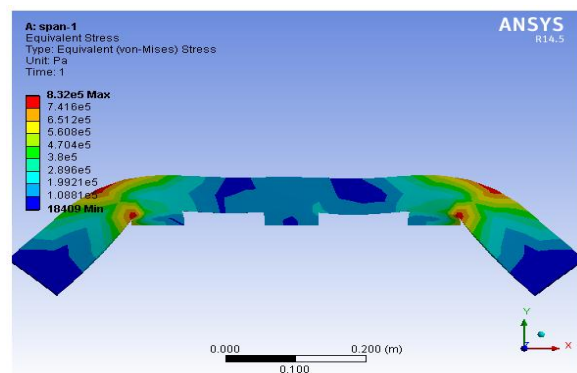 A: span-1
Equivalent Stress
Type: Equivalent (von-Mises) Stress
Unit: Pa
Time: 1
8.32e5 Max
7.416e5
6.512e5
5.608e5
4.704e5
3.8e5
2.896e5
1.9921e5
1.0881e5
18409 Min
ANSYS
R14.5
0.000
0.200 (m)
0.100
Y
Z
X